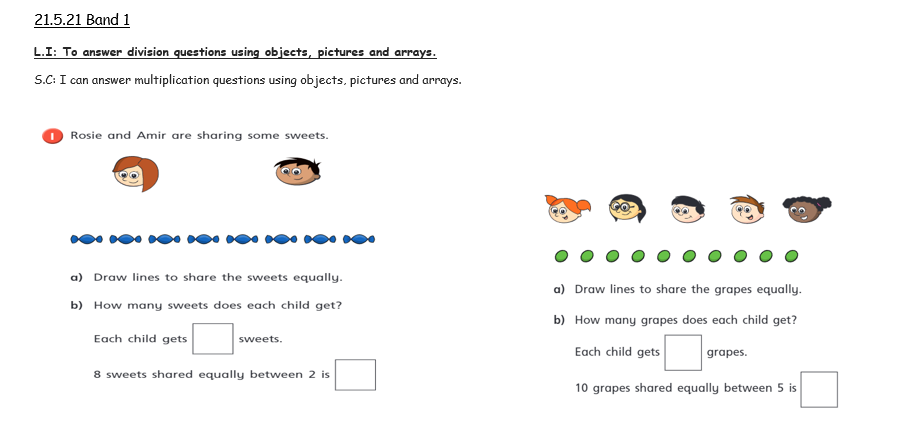 21.5.21 Band 1
L.I: To answer division questions using objects, pictures and arrays.
S.C: I can answer multiplication questions using objects, pictures and arrays.
1 Rosie and Amir are sharing some sweets.
a) Draw lines to share the sweets equally.
b) How many sweets does each child get?
Each child gets sweets.
8 sweets shared equally between 2 is
a) Draw lines to share the grapes equally.
b) How many grapes does each child get?
Each child gets grapes.
10 grapes shared equally between 5 is